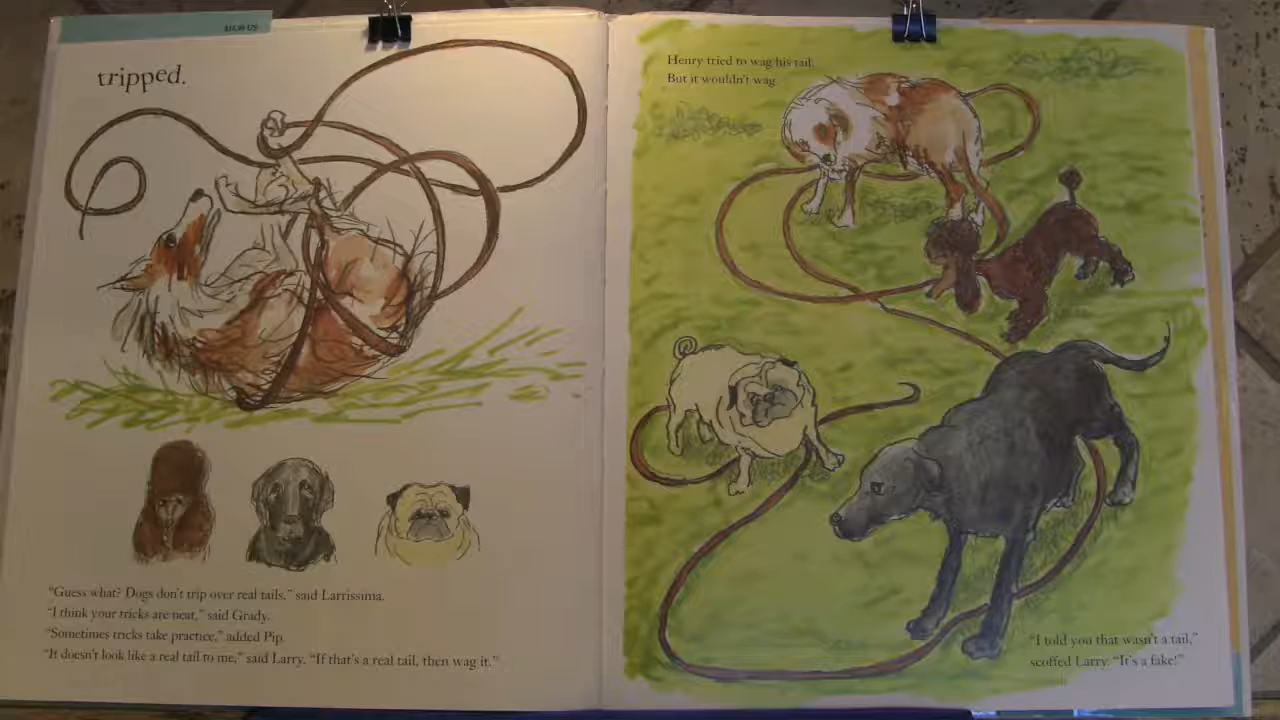 tripped.
"Guess what? Dogs don't trip over real tails," said Larrissima.
"I think your tricks are neat," said Grady.
"Sometimes tricks take practice," added Pip.
"It doesn't look like a real tail to me," said Larry. "If that's a real tail, then wag it."
Henry tried to wag his tail.
But it wouldn't wag.
"I told you that wasn't a tail,"
scoffed Larry. "It's a fake!"